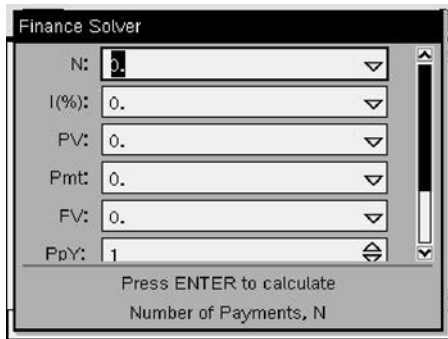 Finance Solver
N: 0.
I(%): 0.
PV: 0.
Pmt: 0.
FV: 0.
PpY: 1
Press ENTER to calculate
Number of Payments, N